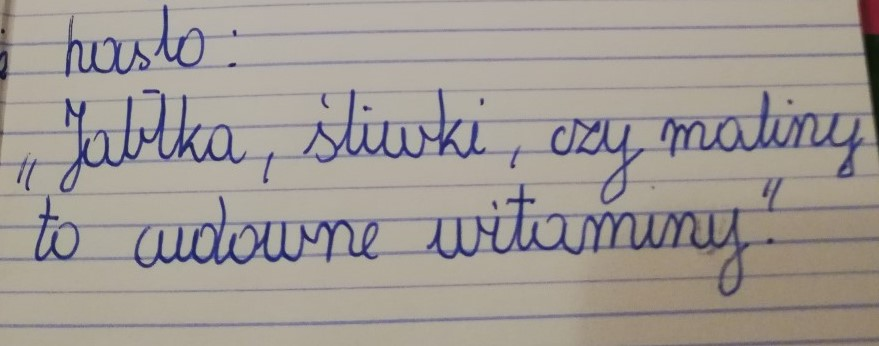 hasło:
„Jabłka, śliwki, czy maliny
to cudowne witaminy".